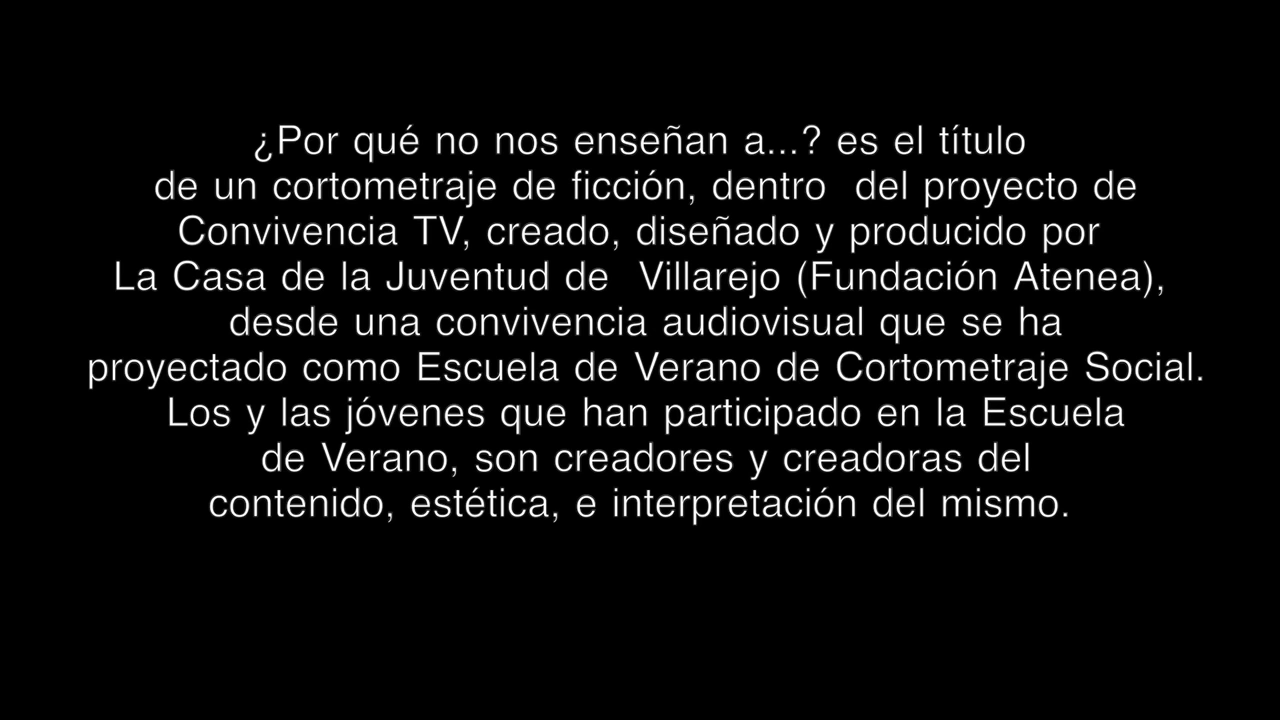 ¿Por qué no nos enseñan a...? es el título
de un cortometraje de ficción, dentro  del proyecto de
Convivencia TV, creado, diseñado y producido por
La Casa de la Juventud de  Villarejo (Fundación Atenea),
desde una convivencia audiovisual que se ha
proyectado como Escuela de Verano de Cortometraje Social.
Los y las jóvenes que han participado en la Escuela
de Verano, son creadores y creadoras del
contenido, estética, e interpretación del mismo.